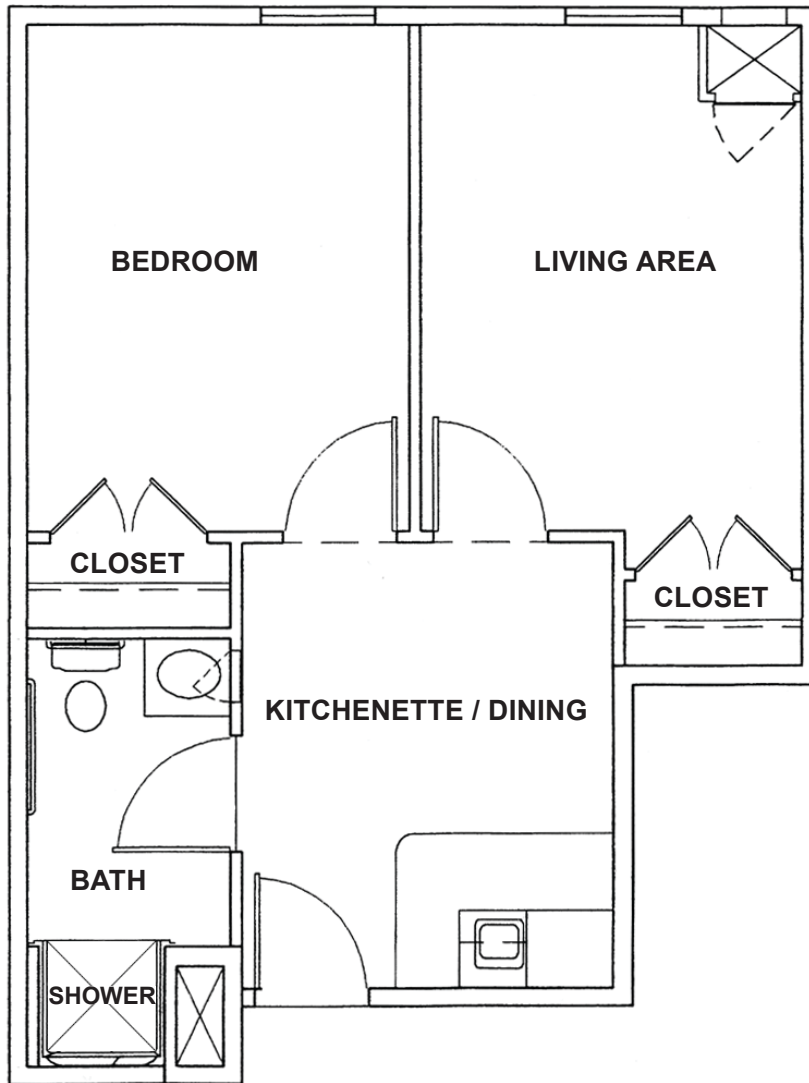 BEDROOM
LIVING AREA
CLOSET
CLOSET
KITCHENETTE / DINING
BATH
SHOWER